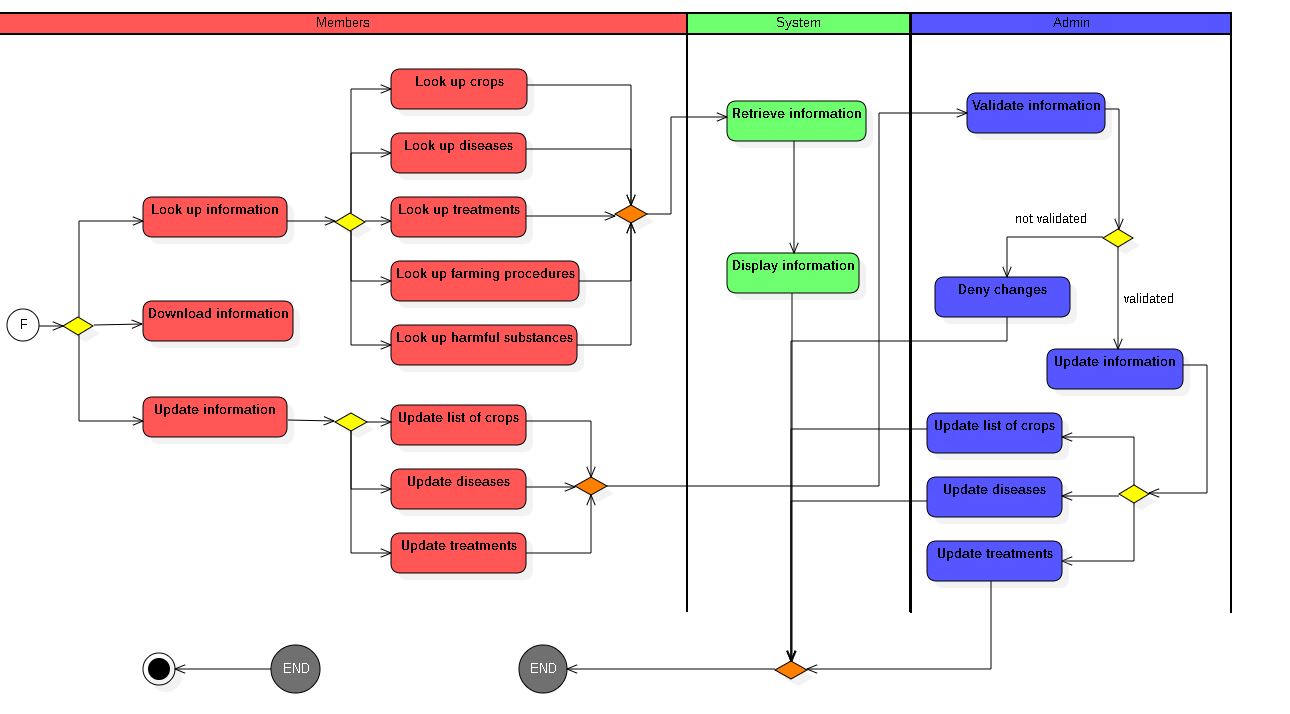 Members
System
Admin
Look up crops
Look up diseases
Look up information
Look up treatments
Look up farming procedures
F
Download information
Look up harmful substances
Update information
Update list of crops
Update diseases
Update treatments
Retrieve information
Display information
Validate information
not validated
Deny changes
validated
Update information
Update list of crops
Update diseases
Update treatments
END
END